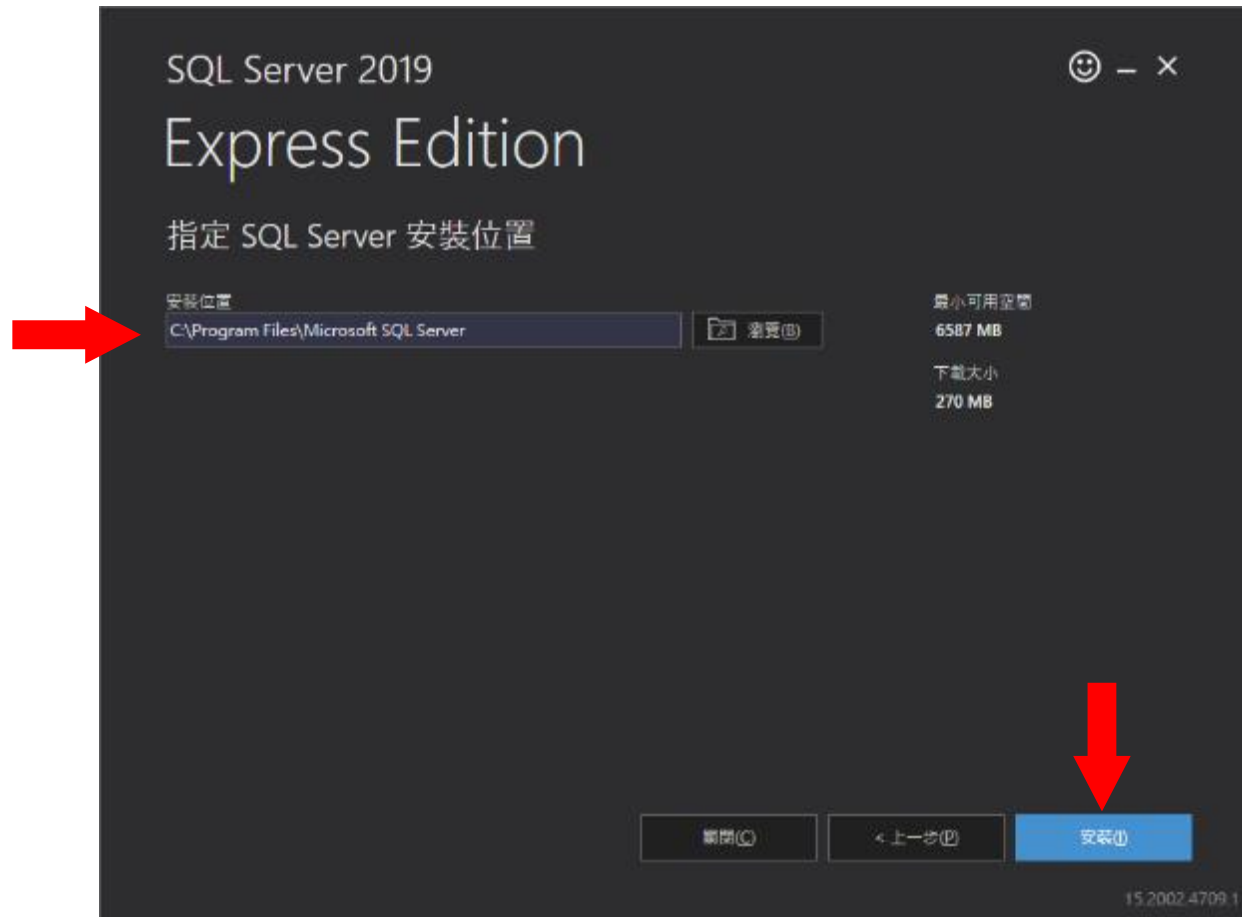 SQL Server 2019
Express Edition
指定 SQL Server 安裝位置
安裝位置
C:\Program Files\Microsoft SQL Server
瀏覽(B)
最小可用空間
6587 MB
下載大小
270 MB
關閉(C)
< 上一步(P)
安裝(I)
15.2002.4709.1